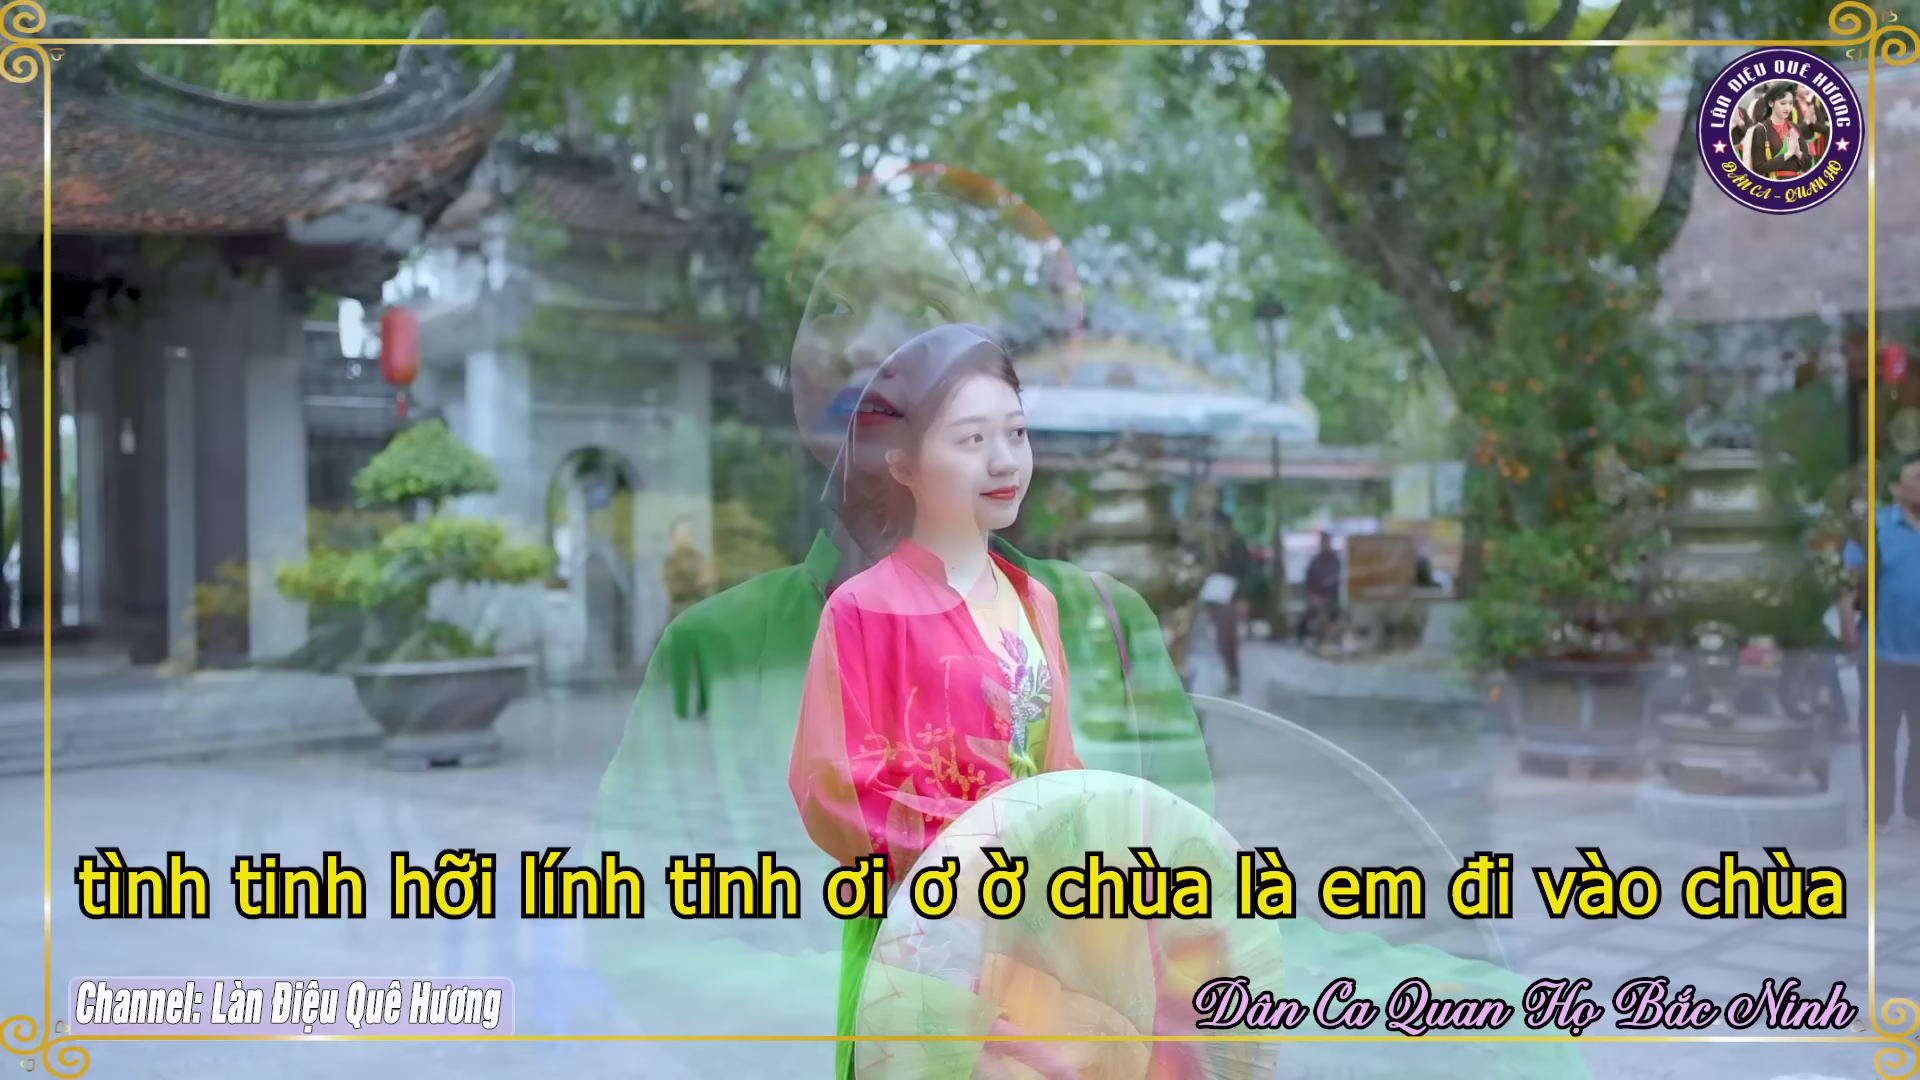 LÀN ĐIỆU QUÊ HƯƠNG
DÂN CA - QUAN HỌ
tình tinh hỡi lính tinh ơi ơ ờ chùa là em đi vào chùa
Channel: Làn Điệu Quê Hương
Dân Ca Quan Họ Bắc Ninh